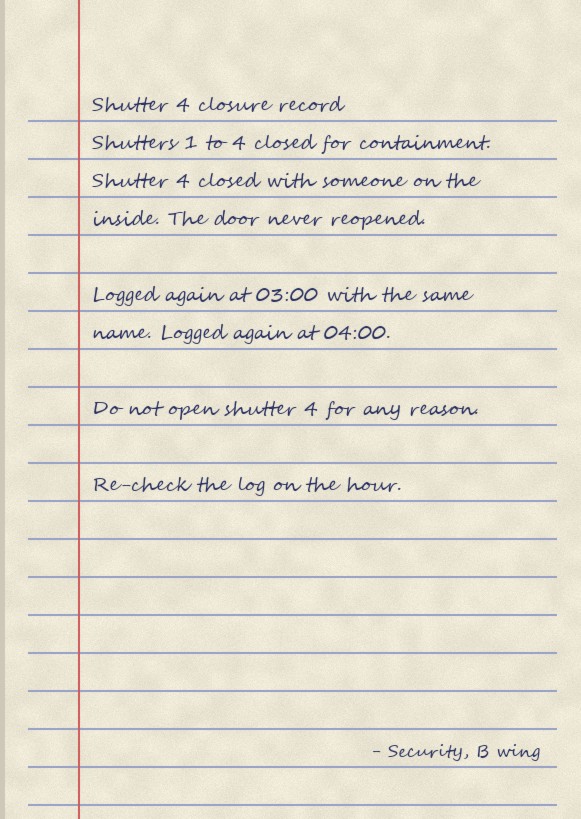 Shutter 4 closure record
Shutters 1 to 4 closed for containment.
Shutter 4 closed with someone on the
inside. The door never reopened.
Logged again at 03:00 with the same
name. Logged again at 04:00.
Do not open shutter 4 for any reason.
Re-check the log on the hour.
- Security, B wing